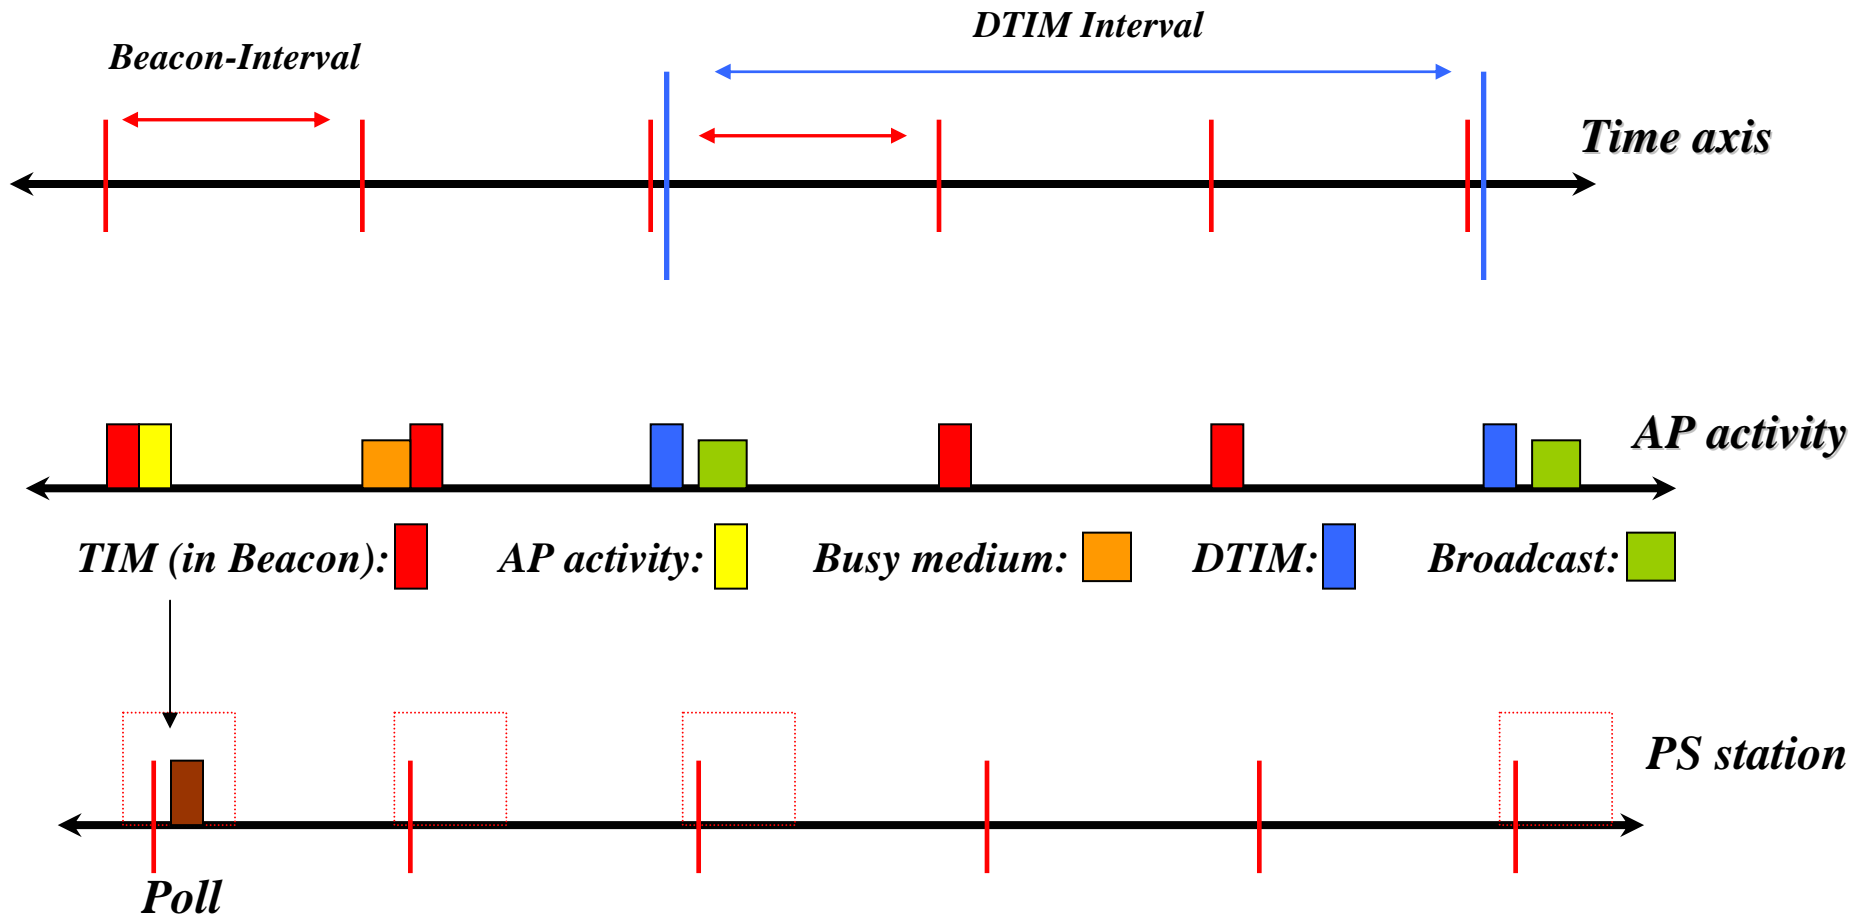 DTIM Interval
Beacon-Interval
Time axis
AP activity
TIM (in Beacon): AP activity: Busy medium: DTIM: Broadcast:
PS station
Poll